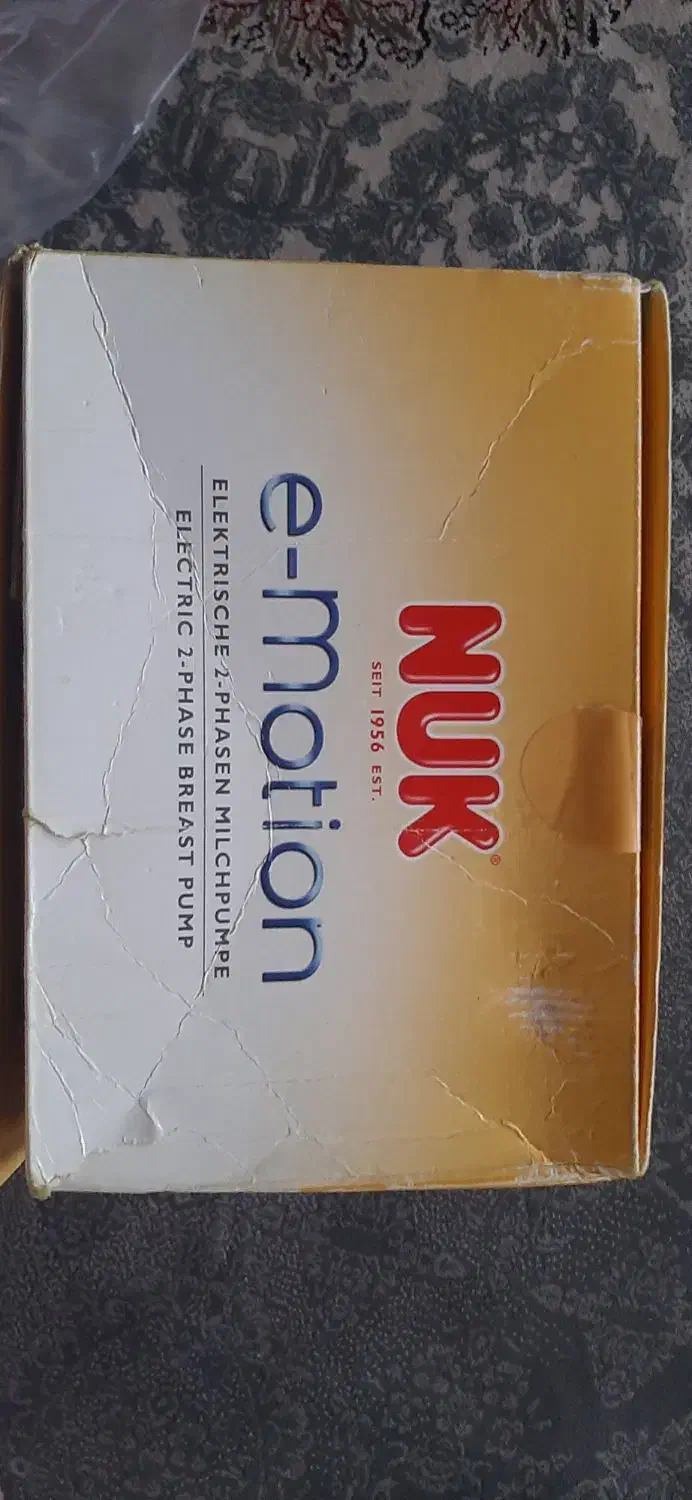 NUK®
SEIT 1956 EST.
e-motion
ELEKTRISCHE 2-PHASEN MILCHPUMPE
ELECTRIC 2-PHASE BREAST PUMP